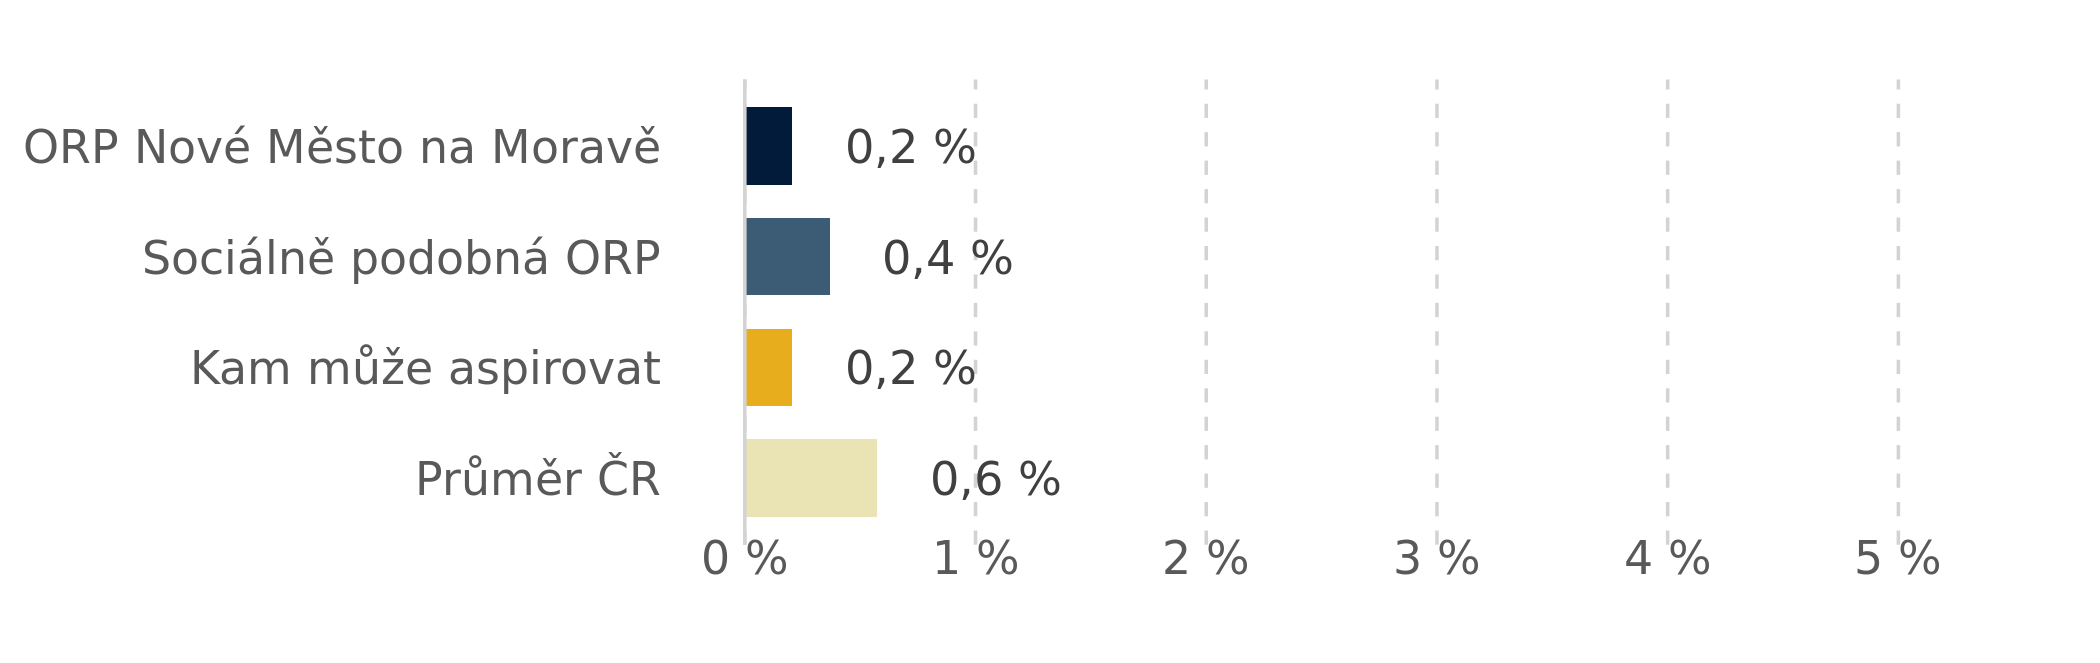 ORP Nové Město na Moravě 0,2 %
Sociálně podobná ORP 0,4 %
Kam může aspirovat 0,2 %
Průměr ČR 0,6 %
0 % 1 % 2 % 3 % 4 % 5 %